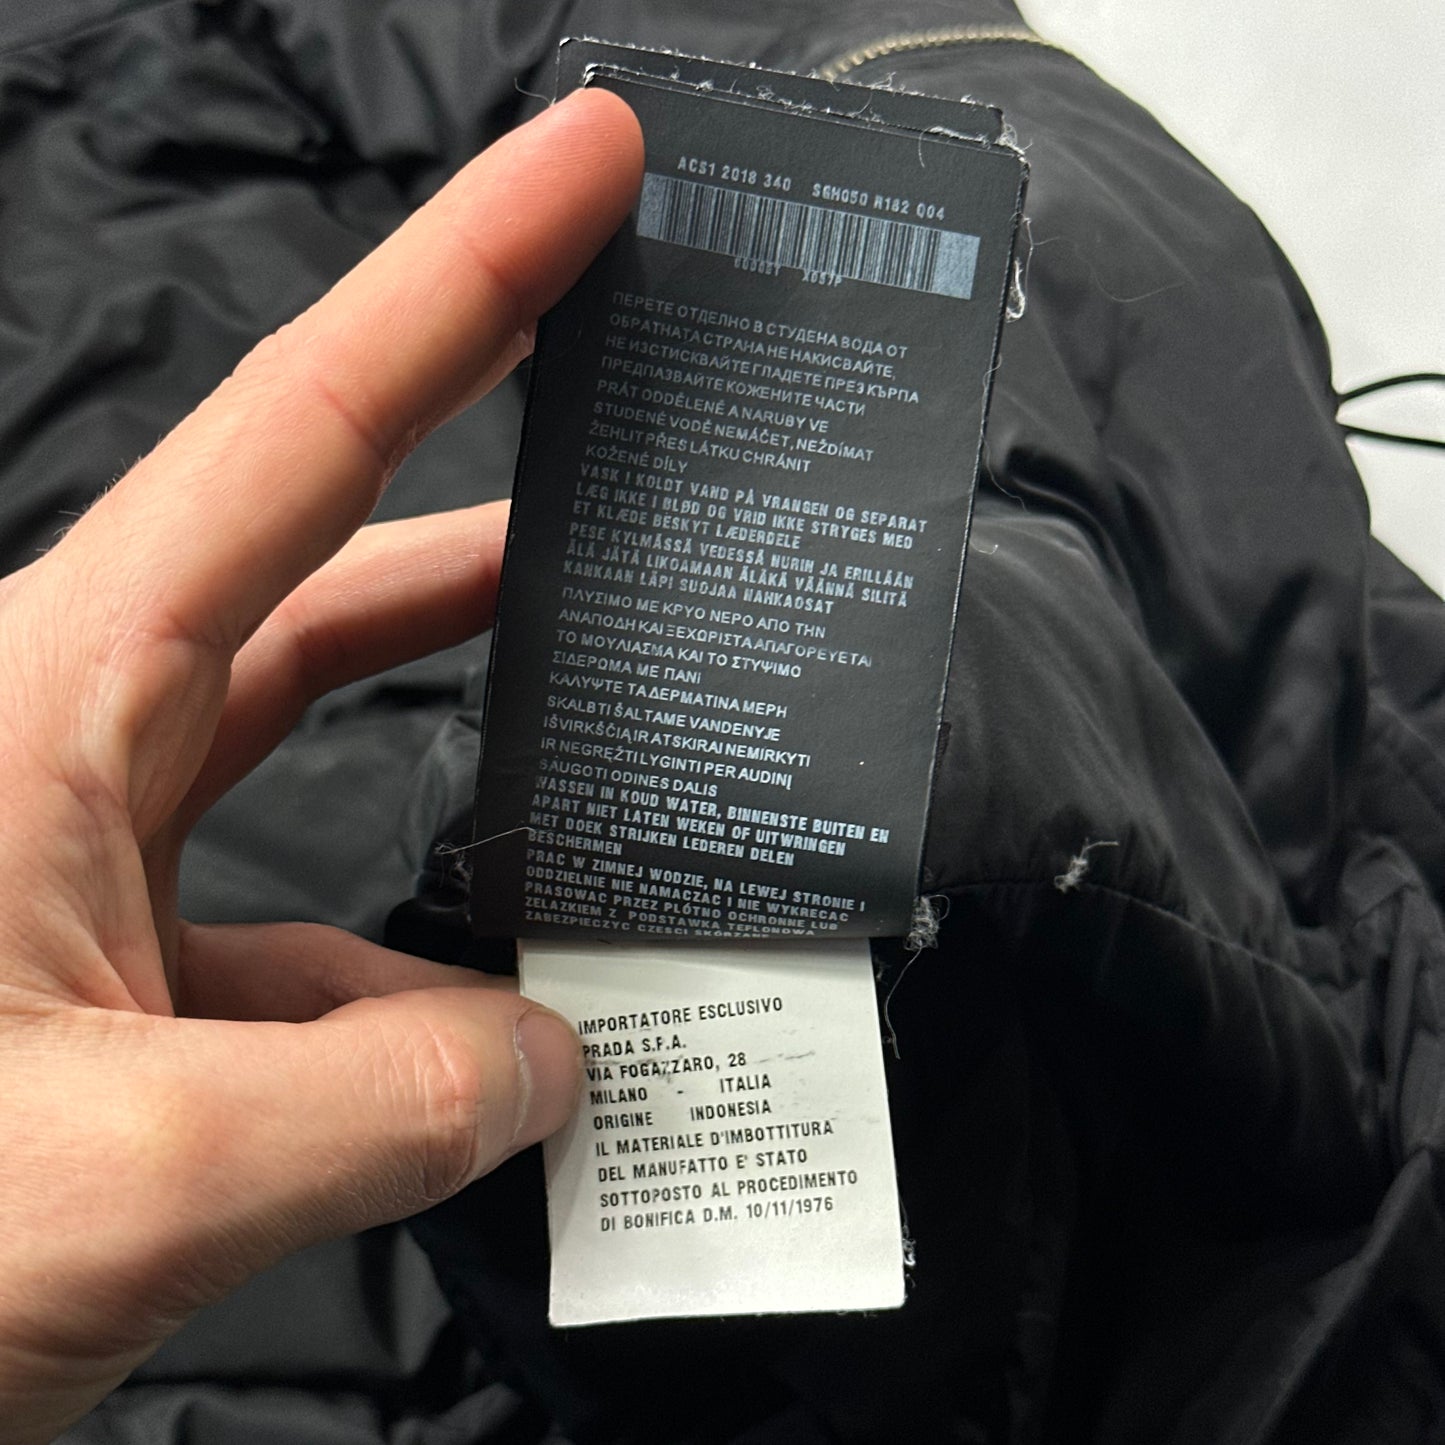 ACS1 2018 340 SGH050 R182 004
X6S7P
ПЕРЕТЕ ОТДЕЛНО В СТУДЕНА ВОДА ОТ
ОБРАТНАТА СТРАНА НЕ НАКИСВАЙТЕ,
НЕ ИЗСТИСКВАЙТЕ ГЛАДЕТЕ ПРЕЗ КЪРПА
ПРЕДПАЗВАЙТЕ КОЖЕНИТЕ ЧАСТИ
PRÁT ODDĚLENĚ A NARUBY VE
STUDENÉ VODĚ NEMÁČET, NEŽDÍMAT
ŽEHLIT PŘES LÁTKU CHRÁNIT
KOŽENÉ DÍLY
VASK I KOLDT VAND PÅ VRANGEN OG SEPARAT
LÆG IKKE I BLØD OG VRID IKKE STRYGES MED
ET KLÆDE BESKYT LÆDERDELE
PESE KYLMÄSSÄ VEDESSÄ NURIN JA ERILLÄÄN
ÄLÄ JÄTÄ LIKOAMAAN ÄLÄKÄ VÄÄNNÄ SILITÄ
KANKAAN LÄPI SUOJAA NAHKAOSAT
ΠΛΥΣΙΜΟ ΜΕ ΚΡΥΟ ΝΕΡΟ ΑΠΟ ΤΗΝ
ΑΝΑΠΟΔΗ ΚΑΙ ΞΕΧΩΡΙΣΤΑ ΑΠΑΓΟΡΕΥΕΤΑΙ
ΤΟ ΜΟΥΛΙΑΣΜΑ ΚΑΙ ΤΟ ΣΤΥΨΙΜΟ
ΣΙΔΕΡΩΜΑ ΜΕ ΠΑΝΙ
ΚΑΛΥΨΤΕ ΤΑ ΔΕΡΜΑΤΙΝΑ ΜΕΡΗ
SKALBTI ŠALTAME VANDENYJE
IŠVIRKŠČIĄ IR ATSKIRAI NEMIRKYTI
IR NEGRĘŽTI LYGINTI PER AUDINĮ
SAUGOTI ODINES DALIS
WASSEN IN KOUD WATER, BINNENSTE BUITEN EN
APART NIET LATEN WEKEN OF UITWRINGEN
MET DOEK STRIJKEN LEDEREN DELEN
BESCHERMEN
PRAC W ZIMNEJ WODZIE, NA LEWEJ STRONIE I
ODDZIELNIE NIE NAMACZAC I NIE WYKRECAC
PRASOWAC PRZEZ PLÓTNO OCHRONNE LUB
ZELAZKIEM Z PODSTAWKA TEFLONOWA
ZABEZPIECZYC CZESCI SKÓRZANE
IMPORTATORE ESCLUSIVO
PRADA S.P.A.
VIA FOGAZZARO, 28
MILANO - ITALIA
ORIGINE INDONESIA
IL MATERIALE D'IMBOTTITURA
DEL MANUFATTO E' STATO
SOTTOPOSTO AL PROCEDIMENTO
DI BONIFICA D.M. 10/11/1976